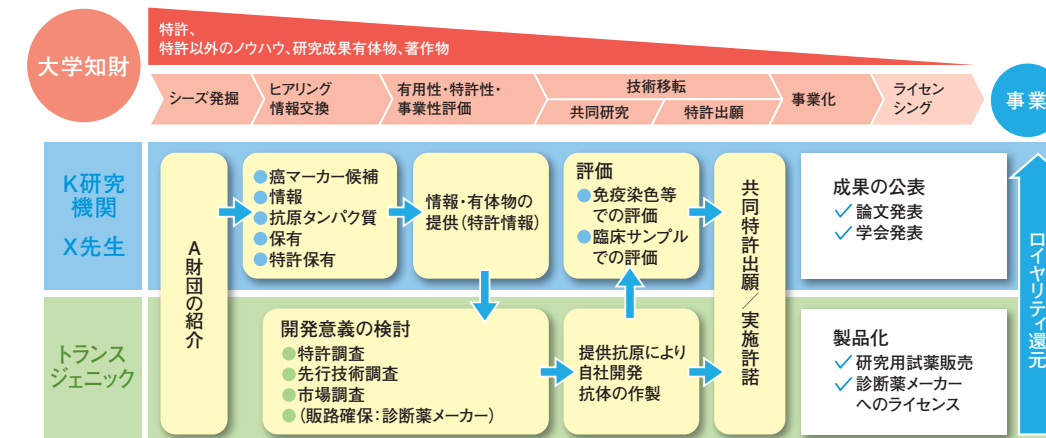 特許、
特許以外のノウハウ、研究成果有体物、著作物
大学知財
シーズ発掘
ヒアリング
情報交換
有用性・特許性・
事業性評価
技術移転
共同研究
特許出願
事業化
ライセン
シング
事業
K研究
機関
X先生
A財団の紹介
●癌マーカー候補
●情報
●抗原タンパク質
●保有
●特許保有
情報・有体物の
提供（特許情報）
評価
●免疫染色等
での評価
●臨床サンプル
での評価
共同特許出願／実施許諾
成果の公表
✓論文発表
✓学会発表
ロイヤリティ還元
トランス
ジェニック
開発意義の検討
●特許調査
●先行技術調査
●市場調査
●（販路確保：診断薬メーカー）
提供抗原により
自社開発
抗体の作製
製品化
✓研究用試薬販売
✓診断薬メーカー
へのライセンス